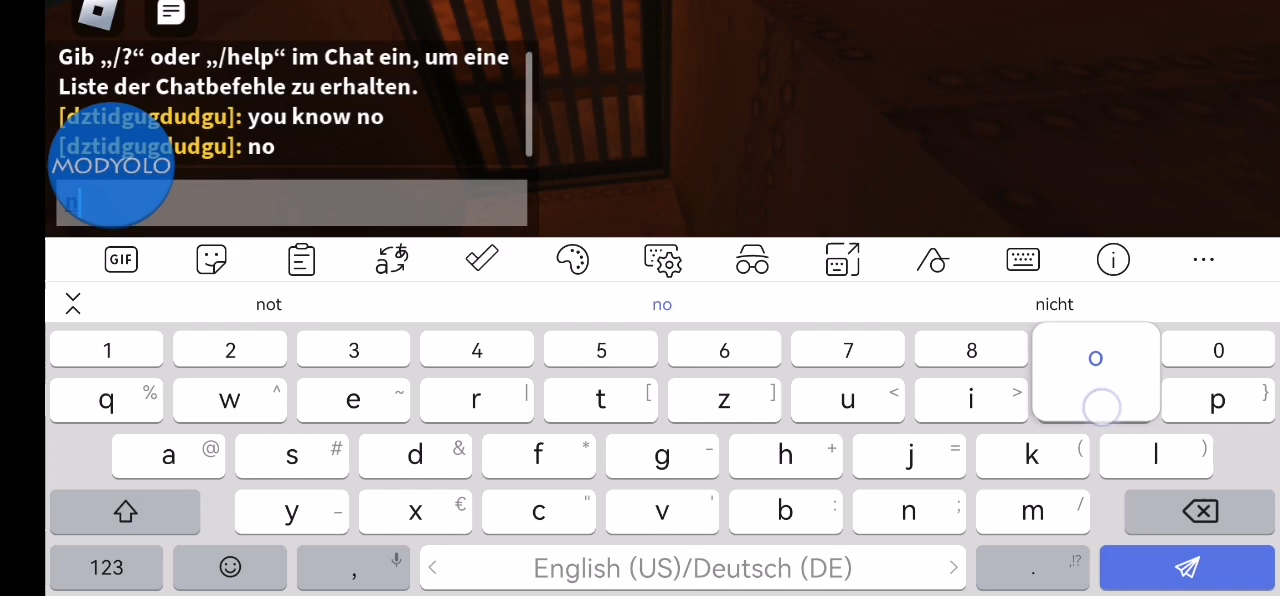 Gib „/?“ oder „/help“ im Chat ein, um eine
Liste der Chatbefehle zu erhalten.
[dztidgugdudgu]: you know no
[dztidgugdudgu]: no
MODYOLO
n
GIF
not no nicht
1 2 3 4 5 6 7 8 0
q % w ^ e ~ r | t [ z ] u < i > o p }
a @ s # d & f * g - h + j = k ( l )
y _ x € c " v ' b : n ; m /
123 , < English (US)/Deutsch (DE) > . ,!?